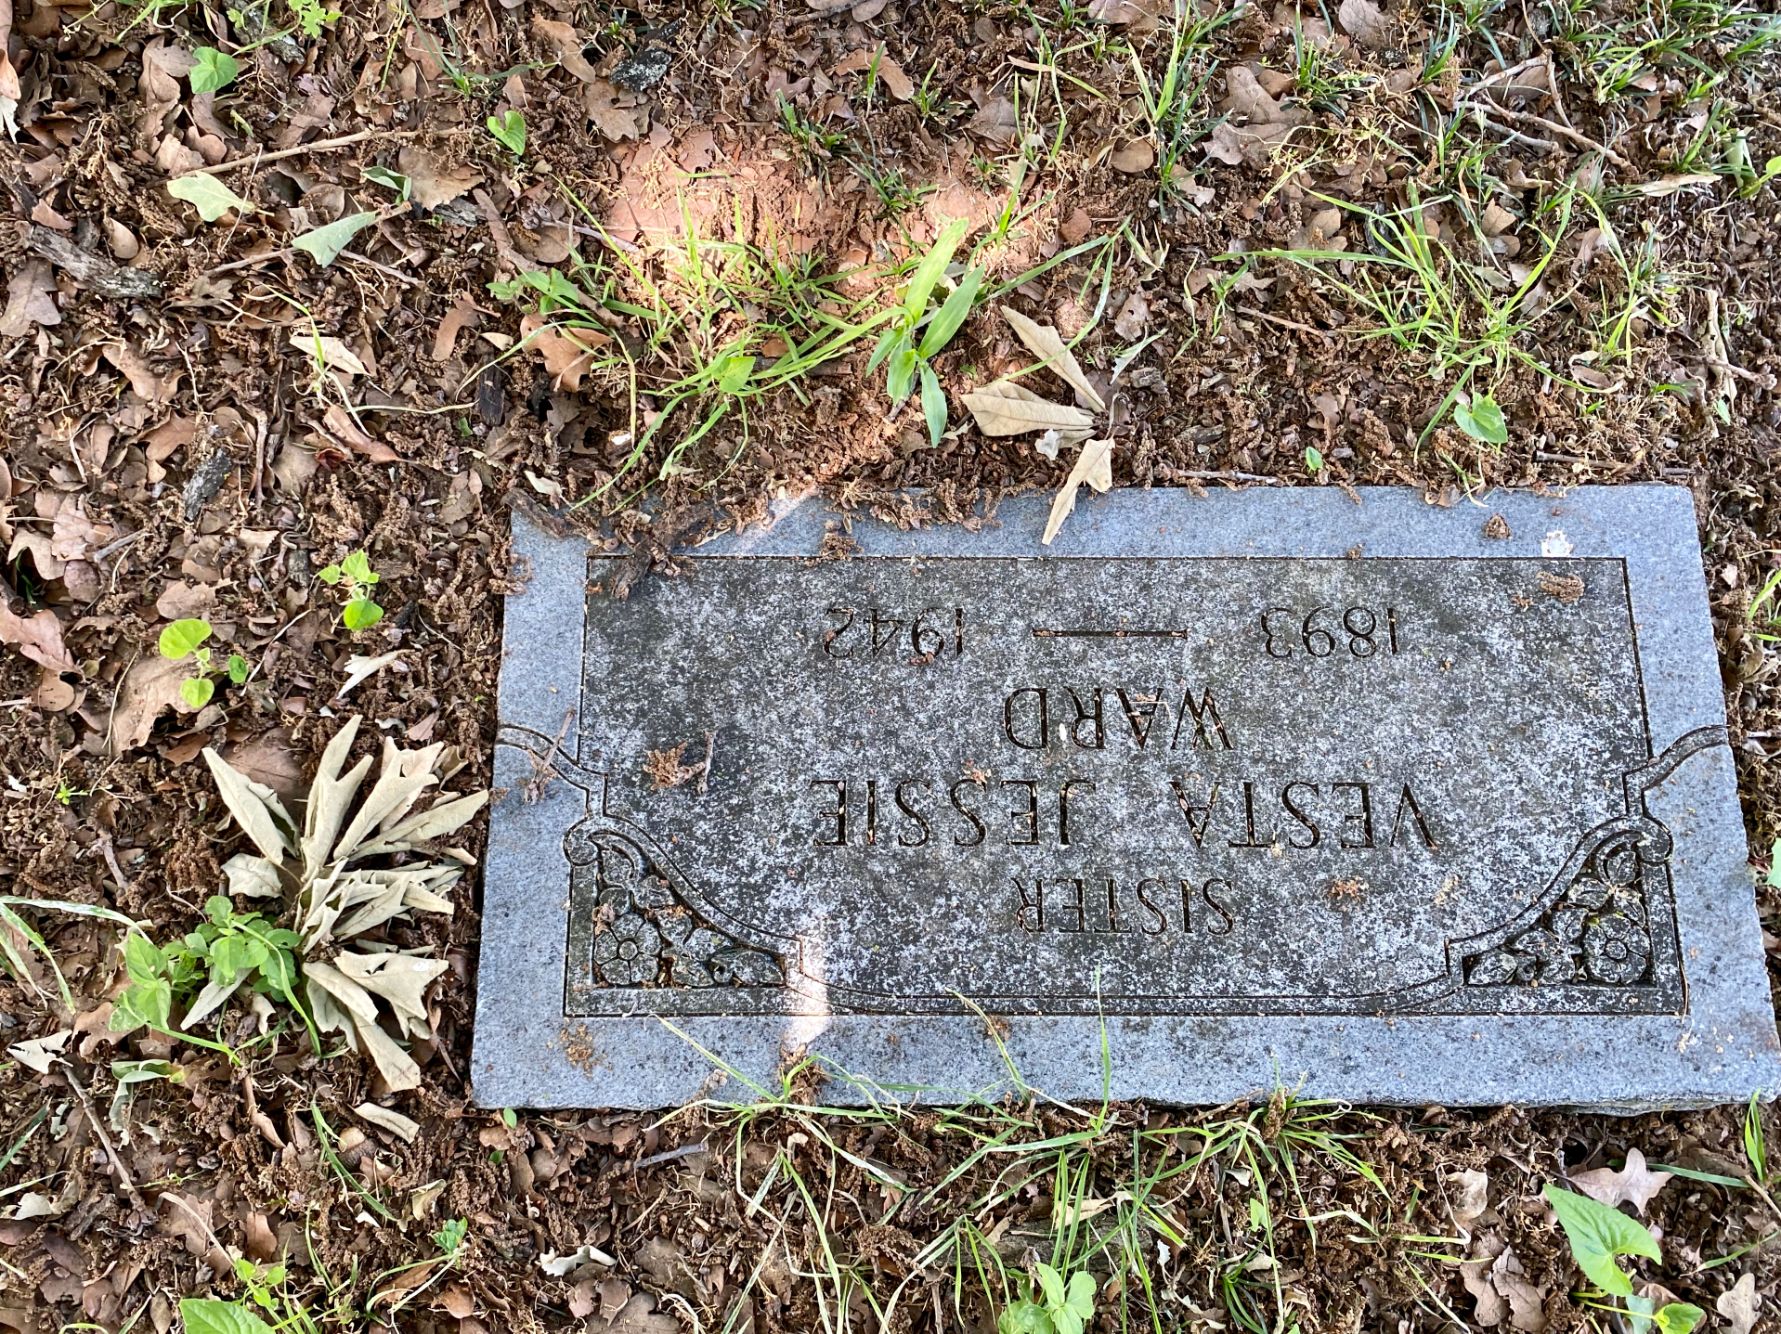 SISTER
VESTA JESSIE
WARD
1893 — 1942